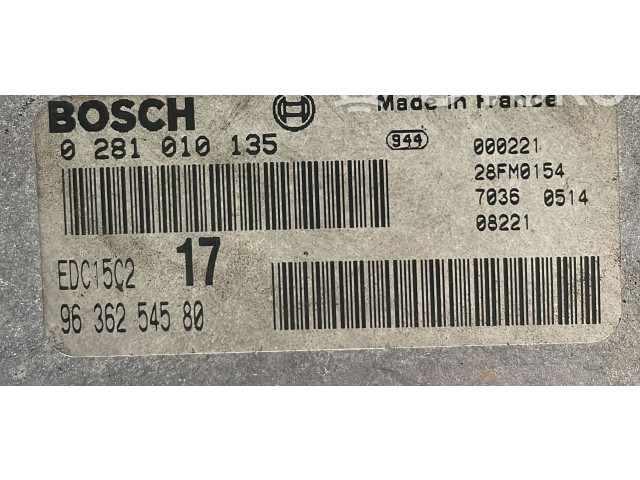 BOSCH Made in France
0 281 010 135 944 000221
28FM0154
7036 0514
08221
EDC15C2 17
96 362 545 80